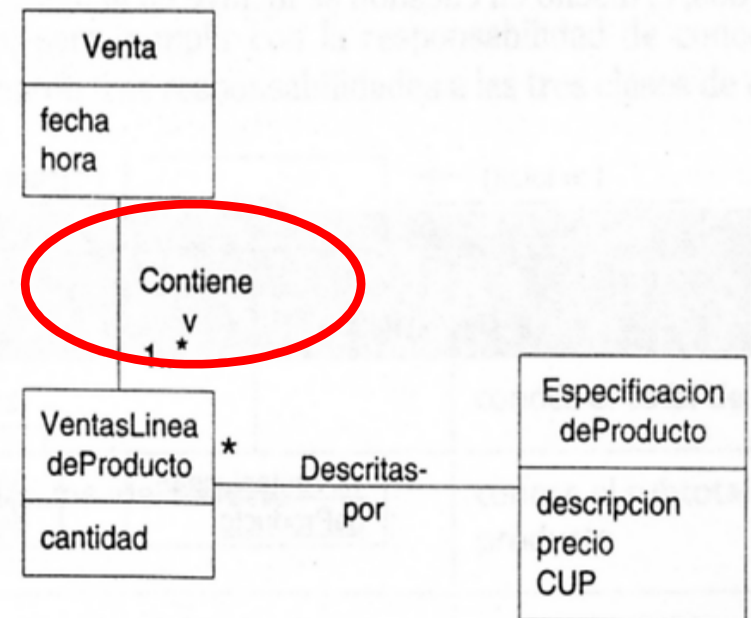 Venta
fecha
hora
Contiene
v
1..*
VentasLinea
deProducto
*
cantidad
Descritas-
por
Especificacion
deProducto
descripcion
precio
CUP